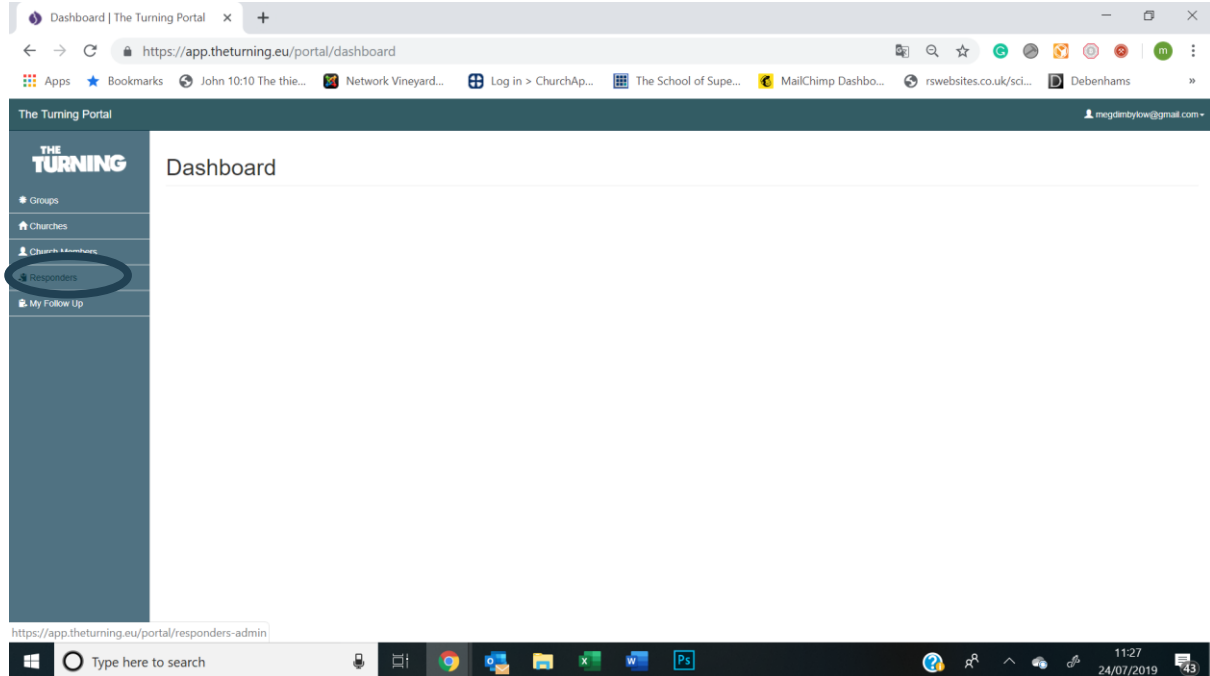 Dashboard | The Turning Portal
https://app.theturning.eu/portal/dashboard
m
Apps Bookmarks John 10:10 The thie... Network Vineyard... Log in > ChurchAp... The School of Supe... MailChimp Dashbo... rswebsites.co.uk/sci... Debenhams »
The Turning Portal megdimbylow@gmail.com
THE
TURNING
Dashboard
Groups
Churches
Church Members
Responders
My Follow Up
https://app.theturning.eu/portal/responders-admin
Type here to search
11:27
24/07/2019
43